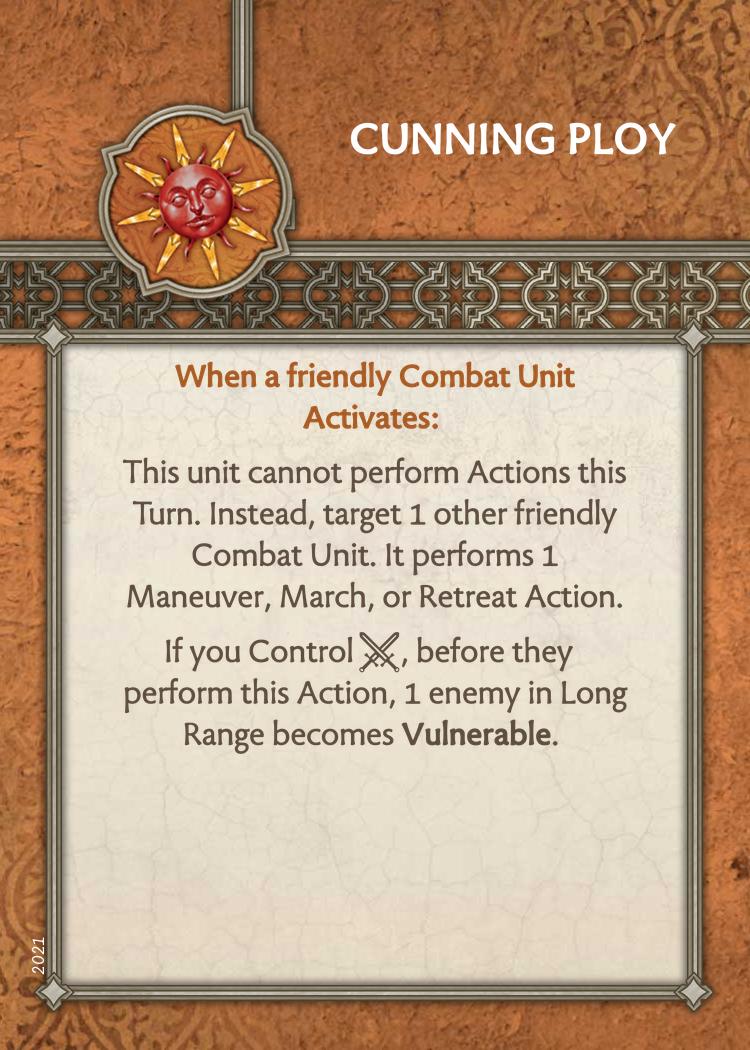 CUNNING PLOY
When a friendly Combat Unit
Activates:
This unit cannot perform Actions this
Turn. Instead, target 1 other friendly
Combat Unit. It performs 1
Maneuver, March, or Retreat Action.
If you Control , before they
perform this Action, 1 enemy in Long
Range becomes Vulnerable.
2021